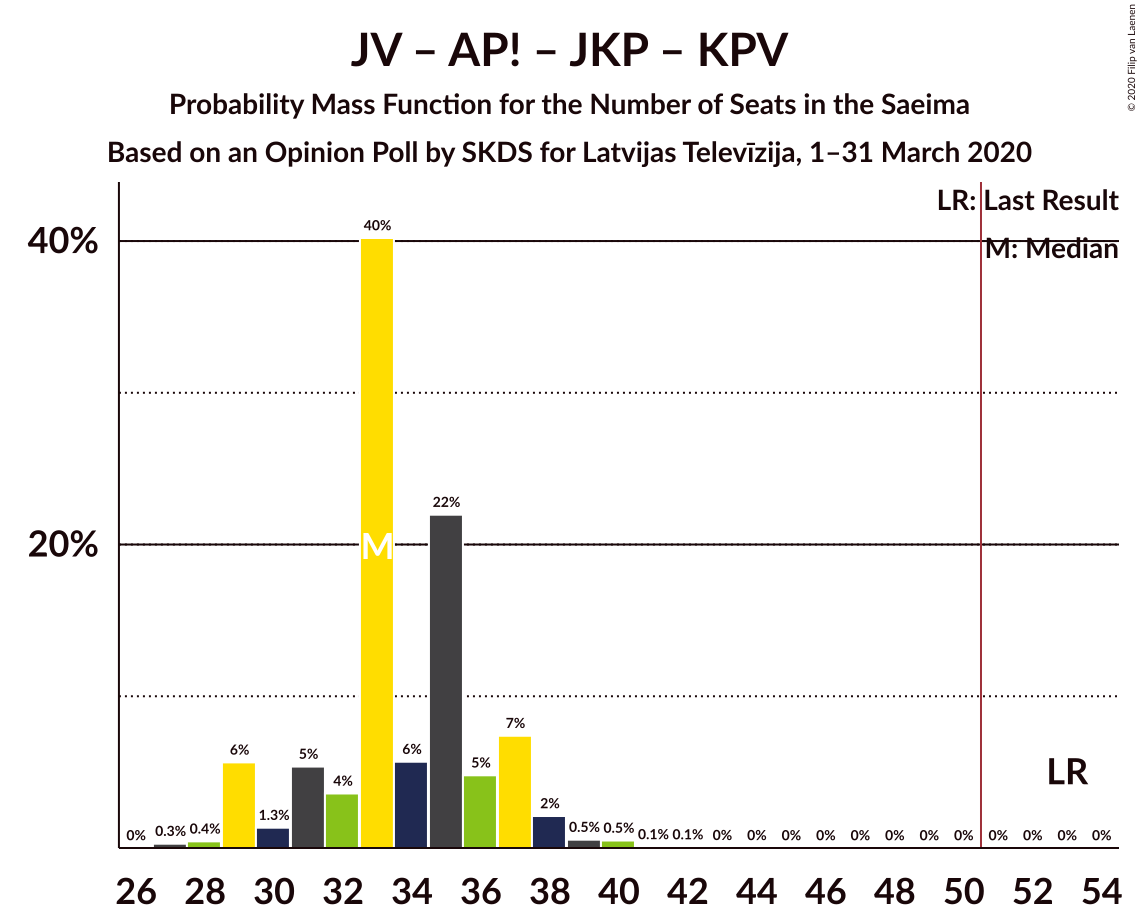 JV – AP! – JKP – KPV
Probability Mass Function for the Number of Seats in the Saeima
Based on an Opinion Poll by SKDS for Latvijas Televīzija, 1–31 March 2020
© 2020 Filip van Laenen
LR: Last Result
M: Median
40%
20%
0% 0.3% 0.4% 6% 1.3% 5% 4% 40% 6% 22% 5% 7% 2% 0.5% 0.5% 0.1% 0.1% 0% 0% 0% 0% 0% 0% 0% 0% 0% 0% 0% 0%
M
LR
26 28 30 32 34 36 38 40 42 44 46 48 50 52 54